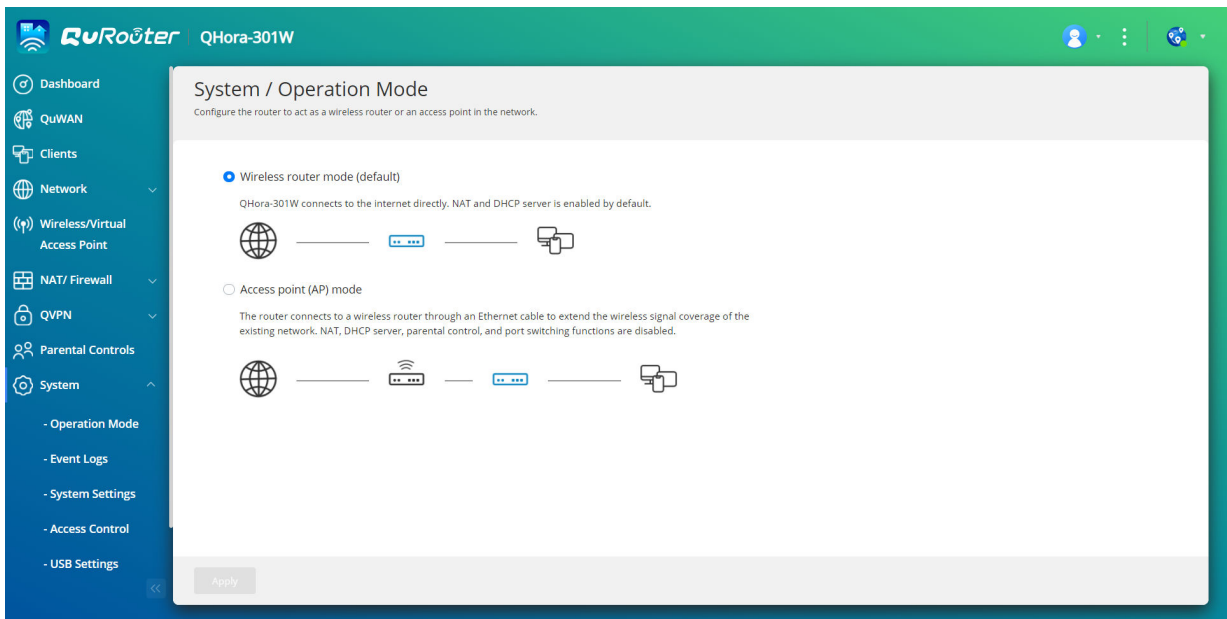 QuRoûter QHora-301W
Dashboard
QuWAN
Clients
Network
Wireless/Virtual
Access Point
NAT/ Firewall
QVPN
Parental Controls
System
- Operation Mode
- Event Logs
- System Settings
- Access Control
- USB Settings
System / Operation Mode
Configure the router to act as a wireless router or an access point in the network.
Wireless router mode (default)
QHora-301W connects to the internet directly. NAT and DHCP server is enabled by default.
Access point (AP) mode
The router connects to a wireless router through an Ethernet cable to extend the wireless signal coverage of the
existing network. NAT, DHCP server, parental control, and port switching functions are disabled.
Apply